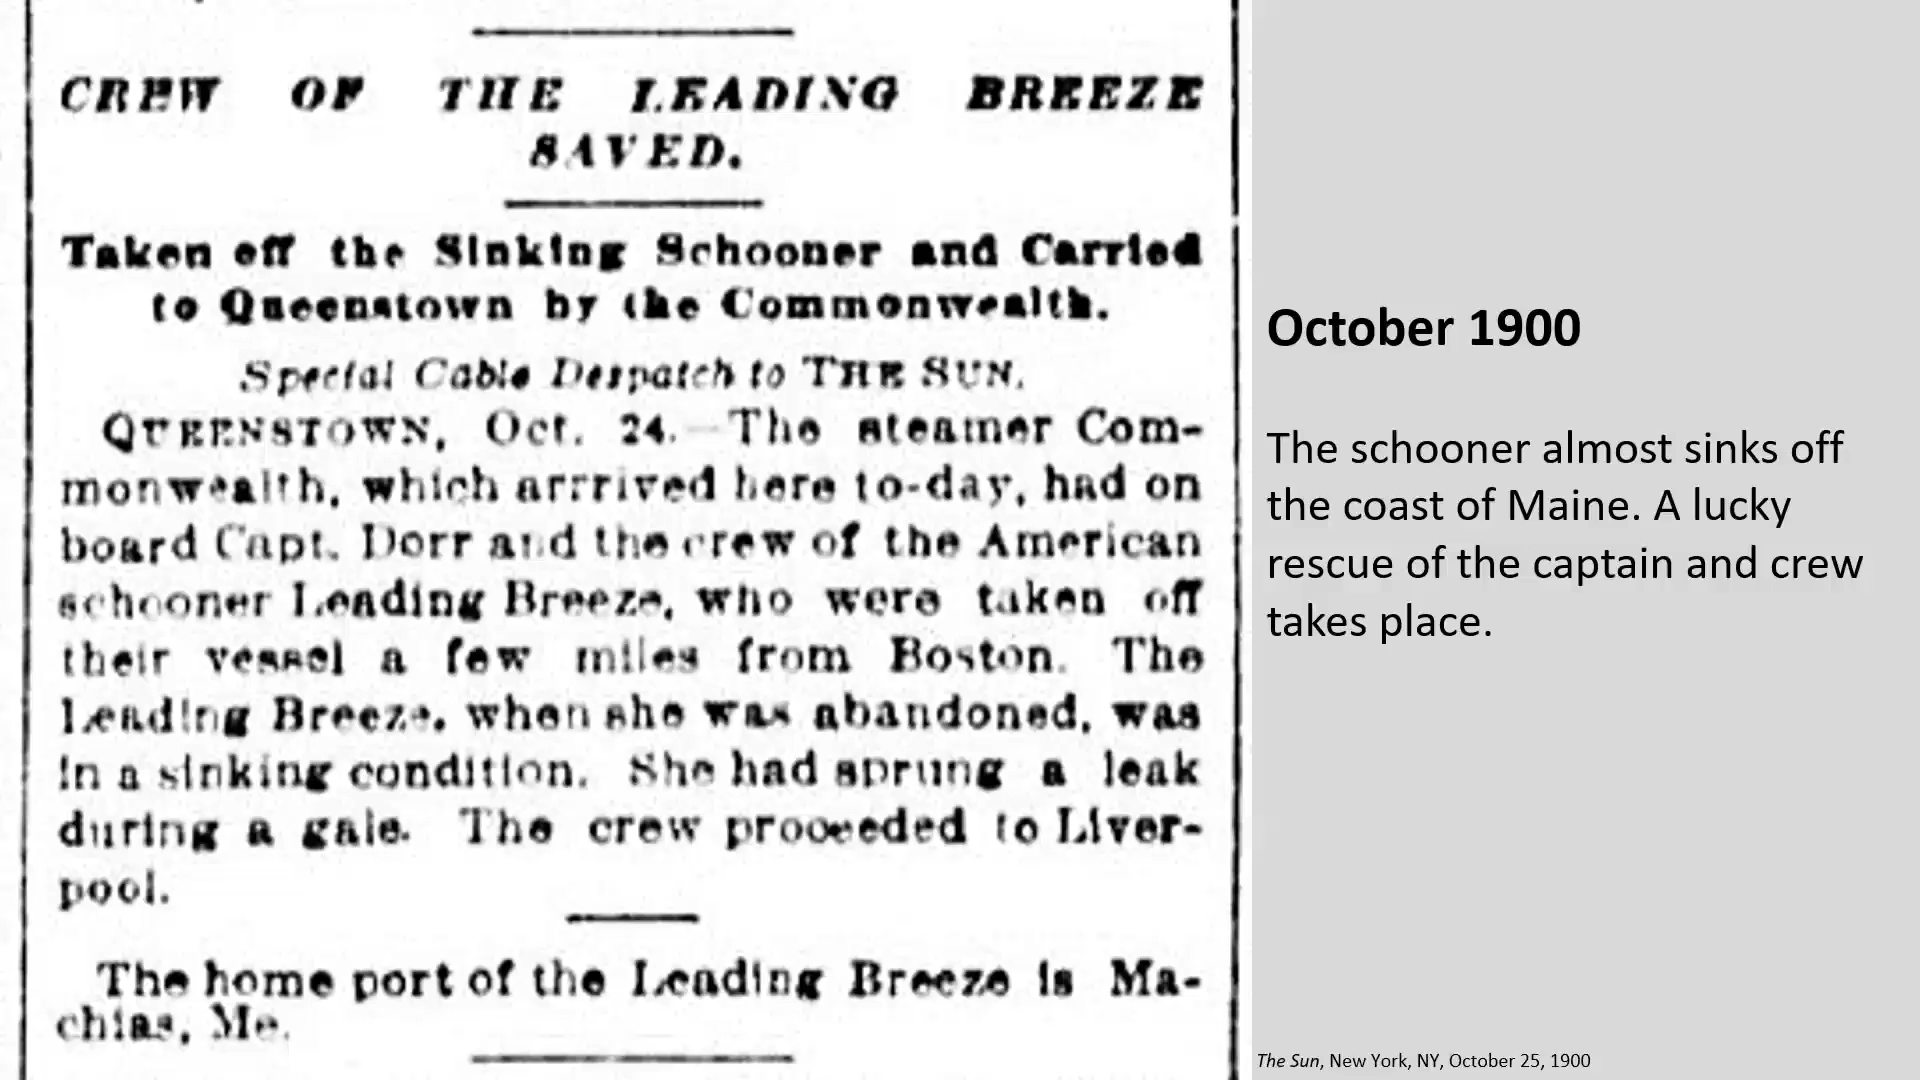 CREW OF THE LEADING BREEZE
SAVED.
Taken off the Sinking Schooner and Carried
to Queenstown by the Commonwealth.
Special Cable Despatch to THE SUN.
QUEENSTOWN, Oct. 24.—The steamer Com-
monwealth, which arrrived here to-day, had on
board Capt. Dorr and the crew of the American
schooner Leading Breeze, who were taken off
their vessel a few miles from Boston. The
Leading Breeze, when she was abandoned, was
in a sinking condition. She had sprung a leak
during a gale. The crew proceeded to Liver-
pool.
The home port of the Leading Breeze is Ma-
chias, Me.
October 1900
The schooner almost sinks off
the coast of Maine. A lucky
rescue of the captain and crew
takes place.
The Sun, New York, NY, October 25, 1900